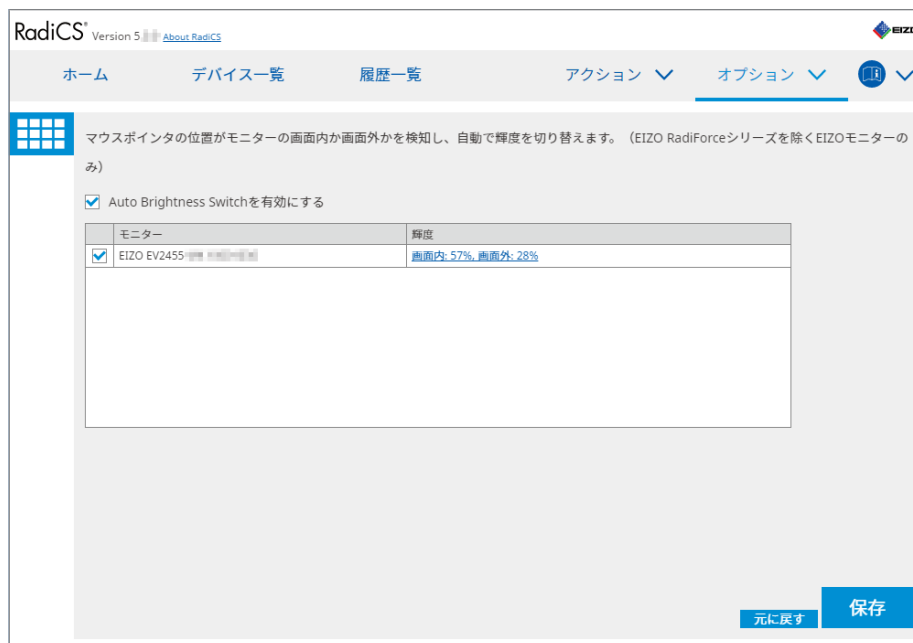 RadiCS® Version 5. About RadiCS
EIZO
ホーム デバイス一覧 履歴一覧 アクション オプション
マウスポインタの位置がモニターの画面内か画面外かを検知し、自動で輝度を切り替えます。（EIZO RadiForceシリーズを除くEIZOモニターの
み）
Auto Brightness Switchを有効にする
モニター 輝度
EIZO EV2455 画面内: 57%, 画面外: 28%
元に戻す 保存